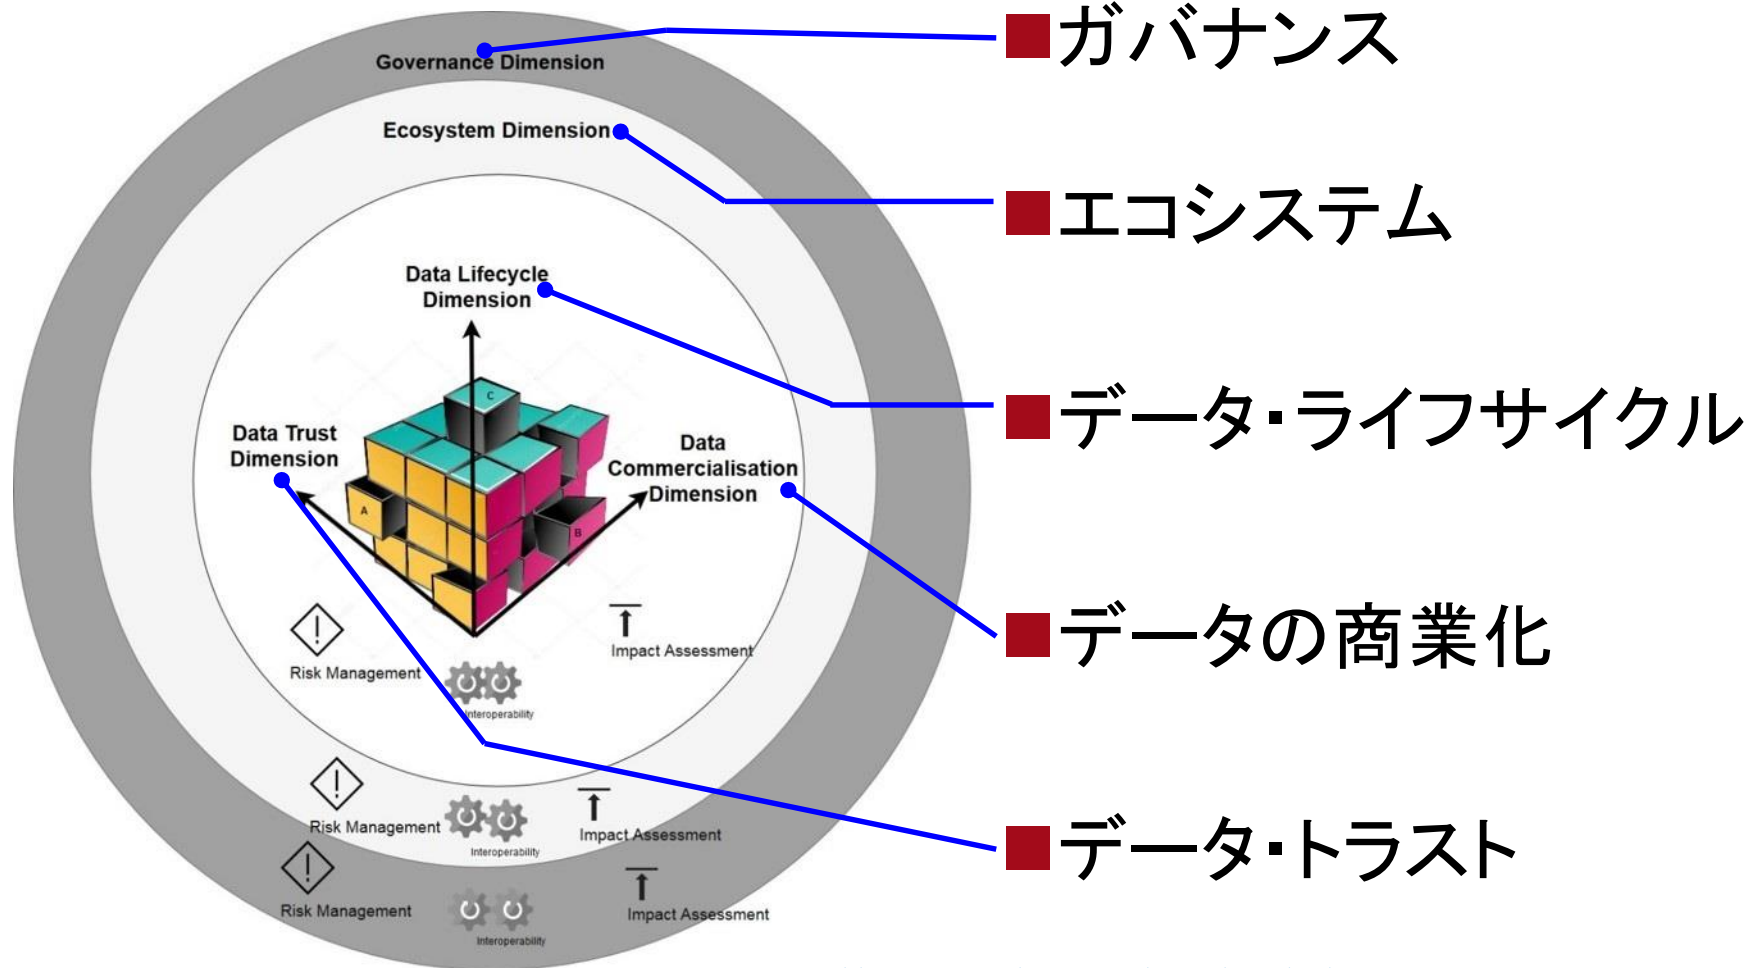 Governance Dimension
Ecosystem Dimension
Data Lifecycle
Dimension
Data Trust
Dimension
Data
Commercialisation
Dimension
C
A
B
Risk Management
Interoperability
Impact Assessment
Risk Management
Interoperability
Impact Assessment
Risk Management
Interoperability
Impact Assessment
■ガバナンス
■エコシステム
■データ・ライフサイクル
■データの商業化
■データ・トラスト